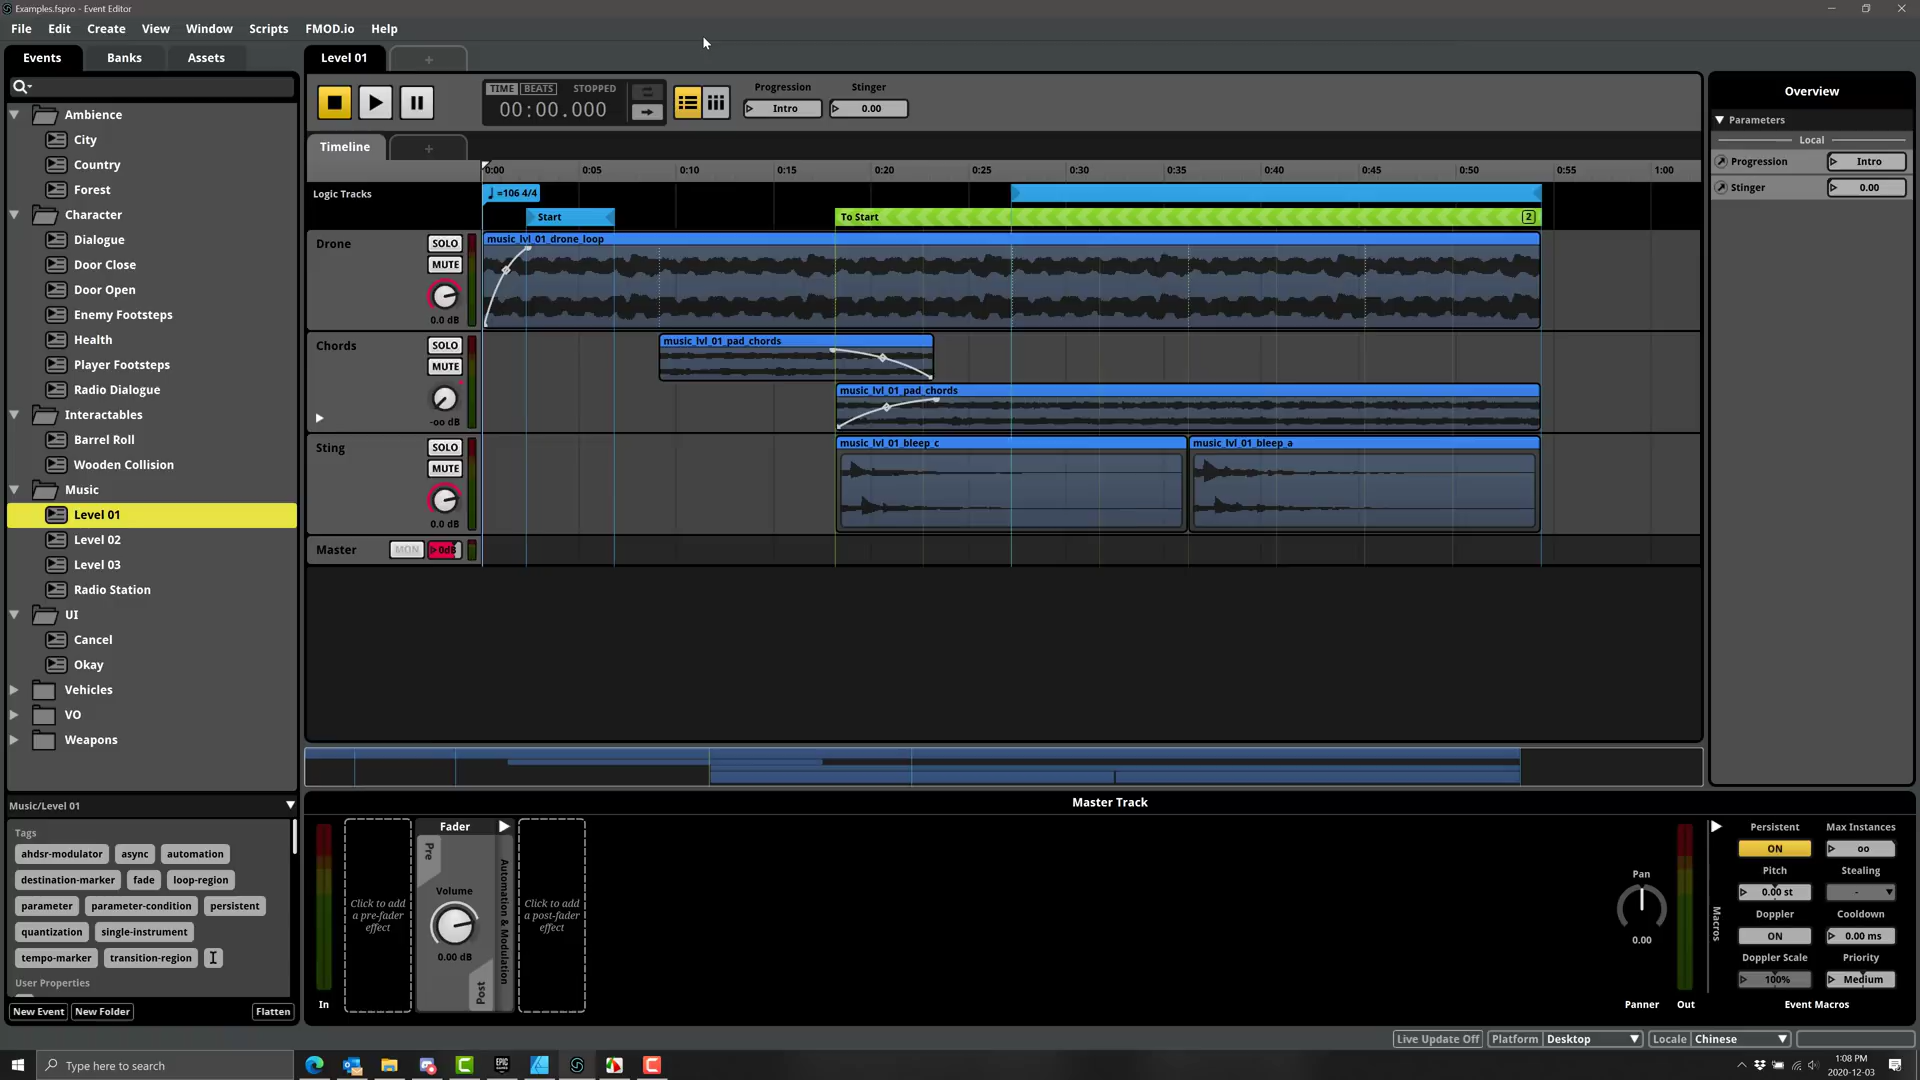 Examples.fspro - Event Editor
File Edit Create View Window Scripts FMOD.io Help
Events Banks Assets
Level 01 +
Ambience
City
Country
Forest
Character
Dialogue
Door Close
Door Open
Enemy Footsteps
Health
Player Footsteps
Radio Dialogue
Interactables
Barrel Roll
Wooden Collision
Music
Level 01
Level 02
Level 03
Radio Station
UI
Cancel
Okay
Vehicles
VO
Weapons
TIME BEATS STOPPED
00:00.000
Progression
Intro
Stinger
0.00
Timeline +
0:00 0:05 0:10 0:15 0:20 0:25 0:30 0:35 0:40 0:45 0:50 0:55 1:00
Logic Tracks
=106 4/4
Start
To Start
2
Drone
SOLO
MUTE
0.0 dB
music_lvl_01_drone_loop
Chords
SOLO
MUTE
-oo dB
music_lvl_01_pad_chords
music_lvl_01_pad_chords
Sting
SOLO
MUTE
0.0 dB
music_lvl_01_bleep_c
music_lvl_01_bleep_a
Master MON 0dB
Overview
Parameters
Local
Progression Intro
Stinger 0.00
Music/Level 01
Tags
ahdsr-modulator async automation
destination-marker fade loop-region
parameter parameter-condition persistent
quantization single-instrument
tempo-marker transition-region
User Properties
New Event New Folder Flatten
Master Track
In
Click to add a pre-fader effect
Fader
Pre
Volume
0.00 dB
Post
Automation & Modulation
Click to add a post-fader effect
Pan
0.00
Panner
Out
Macros
Persistent
ON
Max Instances
oo
Pitch
0.00 st
Stealing
-
Doppler
ON
Cooldown
0.00 ms
Doppler Scale
100%
Priority
Medium
Event Macros
Live Update Off Platform Desktop Locale Chinese
Type here to search
EPIC
GAMES
1:08 PM
2020-12-03